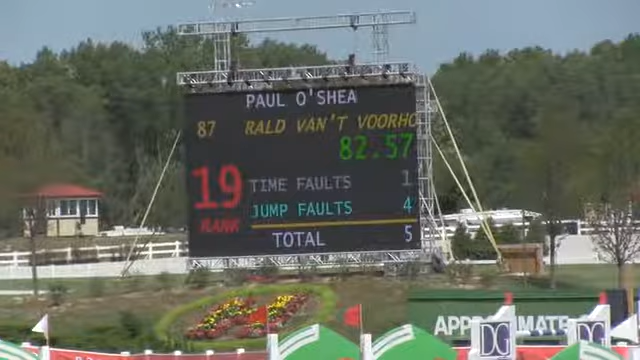 PAUL O'SHEA
87 RALD VAN'T VOORHO
82.57
19 TIME FAULTS 1
RANK JUMP FAULTS 4
TOTAL 5
DG DG